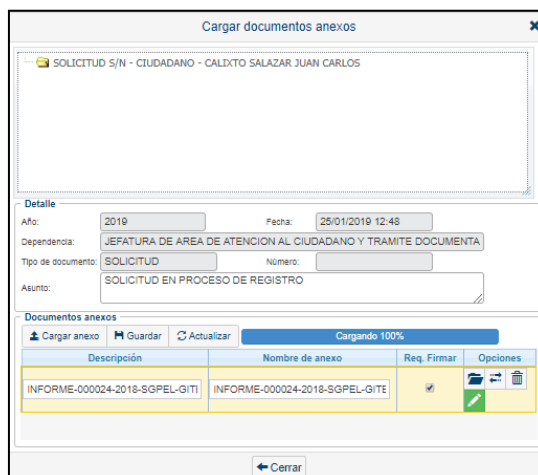 Cargar documentos anexos
SOLICITUD S/N - CIUDADANO - CALIXTO SALAZAR JUAN CARLOS
Detalle
Año: 2019 Fecha: 25/01/2019 12:48
Dependencia: JEFATURA DE AREA DE ATENCION AL CIUDADANO Y TRAMITE DOCUMENTA
Tipo de documento: SOLICITUD Número:
Asunto: SOLICITUD EN PROCESO DE REGISTRO
Documentos anexos
Cargar anexo Guardar Actualizar Cargando 100%
Descripción Nombre de anexo Req. Firmar Opciones
INFORME-000024-2018-SGPEL-GITI INFORME-000024-2018-SGPEL-GITE
Cerrar